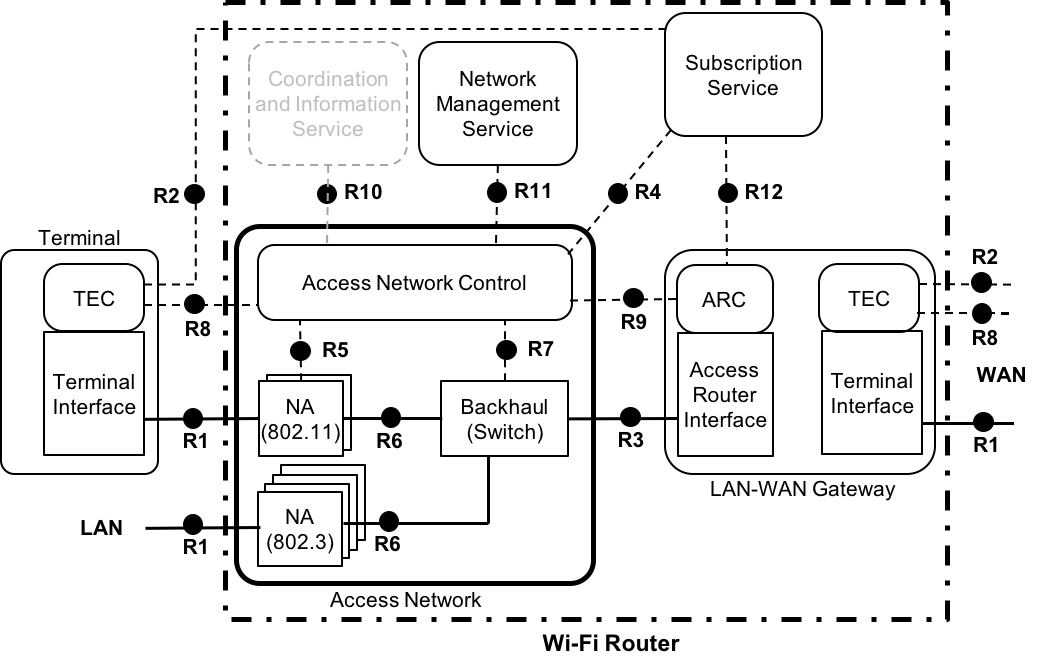 Coordination
and Information
Service
Network
Management
Service
Subscription
Service
R2
R10
R11
R4
R12
Terminal
TEC
Access Network Control
ARC
TEC
R2
R8
R9
R8
R5
R7
WAN
Terminal
Interface
NA
(802.11)
Backhaul
(Switch)
Access
Router
Interface
Terminal
Interface
R1
R6
R3
R1
LAN-WAN Gateway
LAN
NA
(802.3)
R1
R6
Access Network
Wi-Fi Router